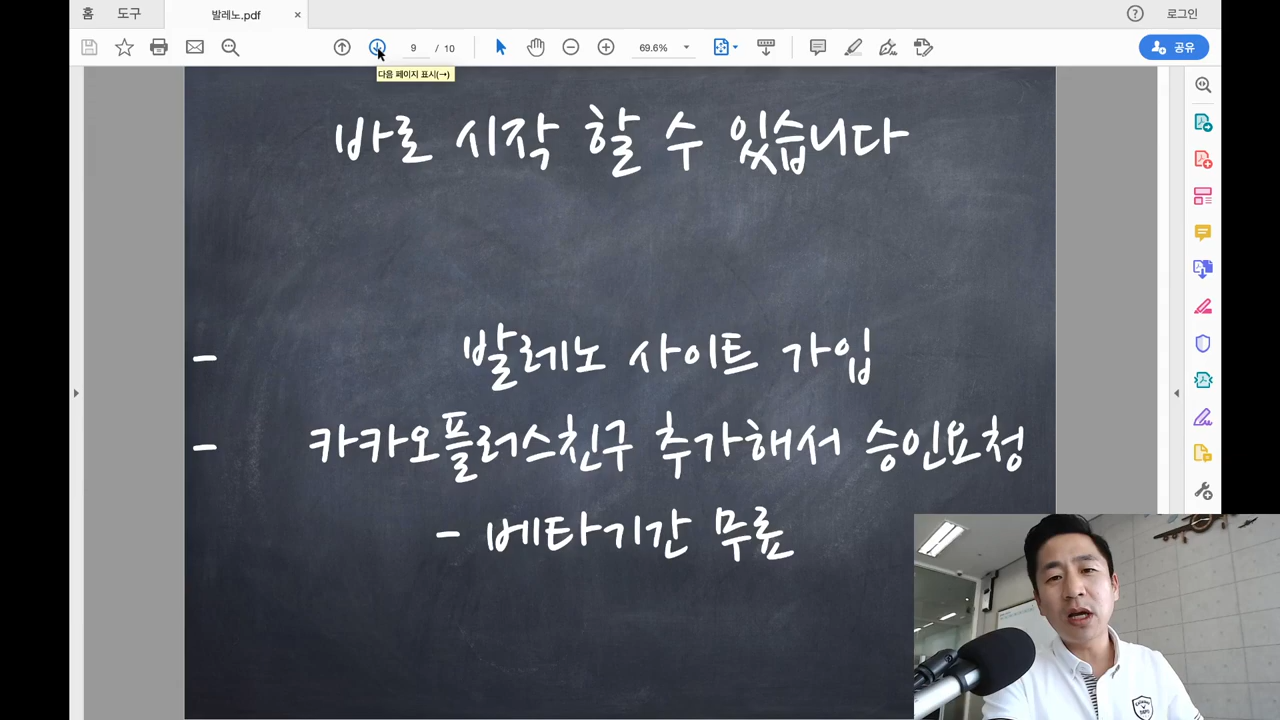 홈 도구 발레노.pdf × 로그인
9 / 10 69.6% 공유
다음 페이지 표시(→)
바로 시작 할 수 있습니다
- 발레노 사이트 가입
- 카카오플러스친구 추가해서 승인요청
- 베타기간 무료